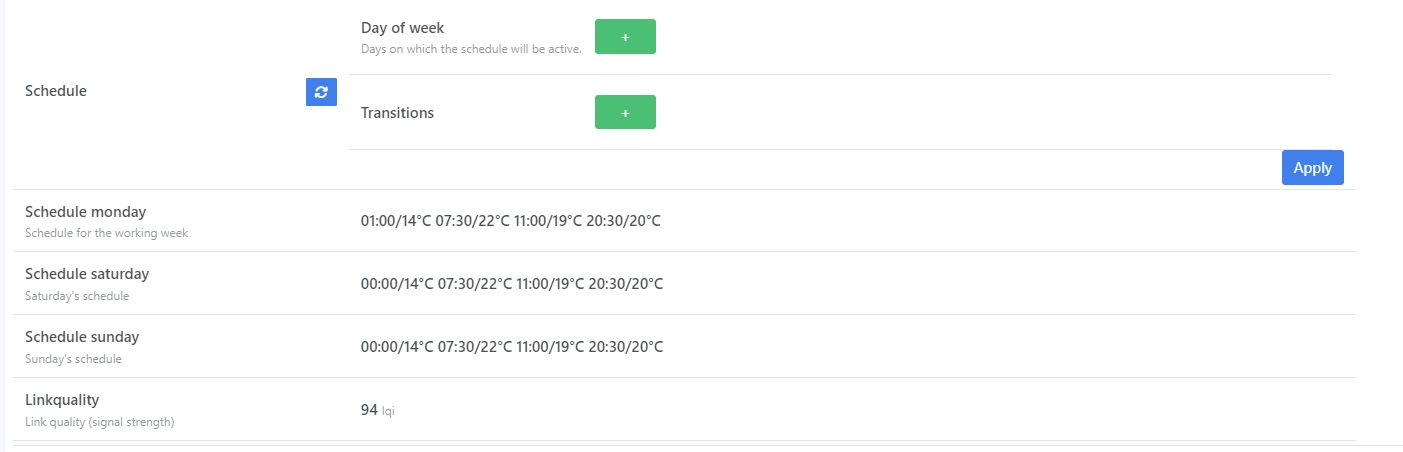 Schedule
Day of week
Days on which the schedule will be active.
+
Transitions
+
Apply
Schedule monday
Schedule for the working week
01:00/14°C 07:30/22°C 11:00/19°C 20:30/20°C
Schedule saturday
Saturday's schedule
00:00/14°C 07:30/22°C 11:00/19°C 20:30/20°C
Schedule sunday
Sunday's schedule
00:00/14°C 07:30/22°C 11:00/19°C 20:30/20°C
Linkquality
Link quality (signal strength)
94 lqi